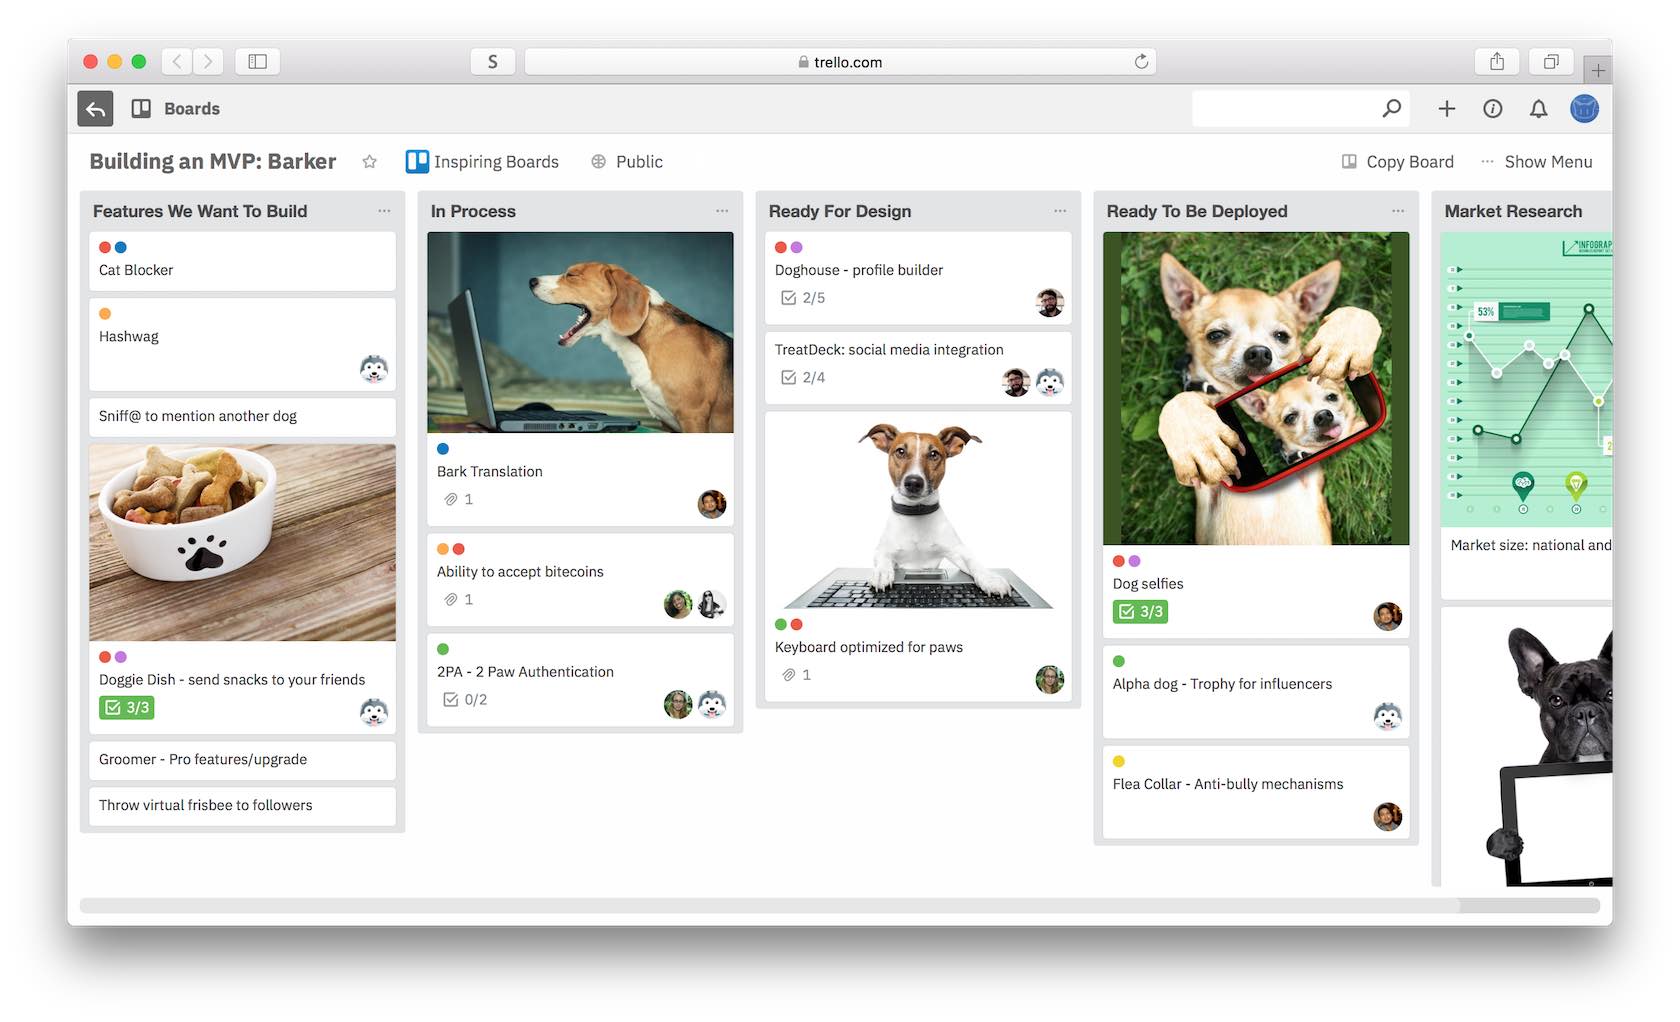 S
trello.com
Boards
Building an MVP: Barker
Inspiring Boards
Public
Copy Board
Show Menu
Features We Want To Build
Cat Blocker
Hashwag
Sniff@ to mention another dog
Doggie Dish - send snacks to your friends
3/3
Groomer - Pro features/upgrade
Throw virtual frisbee to followers
In Process
Bark Translation
1
Ability to accept bitecoins
1
2PA - 2 Paw Authentication
0/2
Ready For Design
Doghouse - profile builder
2/5
TreatDeck: social media integration
2/4
Keyboard optimized for paws
1
Ready To Be Deployed
Dog selfies
3/3
Alpha dog - Trophy for influencers
Flea Collar - Anti-bully mechanisms
Market Research
INFOGRAP
53%
Market size: national and